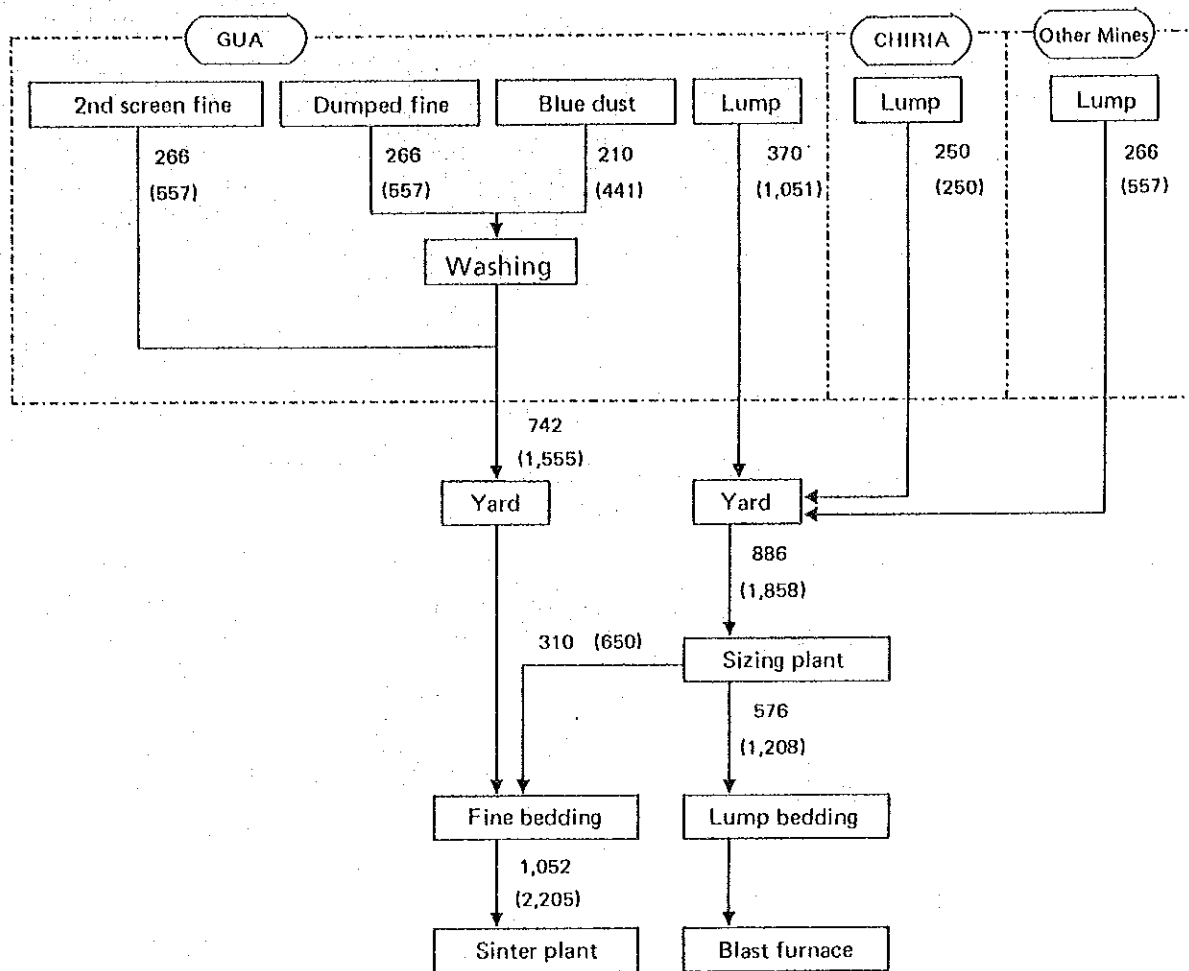 GUA
CHIRIA
Other Mines
2nd screen fine
Dumped fine
Blue dust
Lump
Lump
Lump
266
(557)
266
(557)
210
(441)
370
(1,051)
250
(250)
266
(557)
Washing
742
(1,555)
Yard
Yard
886
(1,858)
310 (650)
Sizing plant
576
(1,208)
Fine bedding
Lump bedding
1,052
(2,205)
Sinter plant
Blast furnace